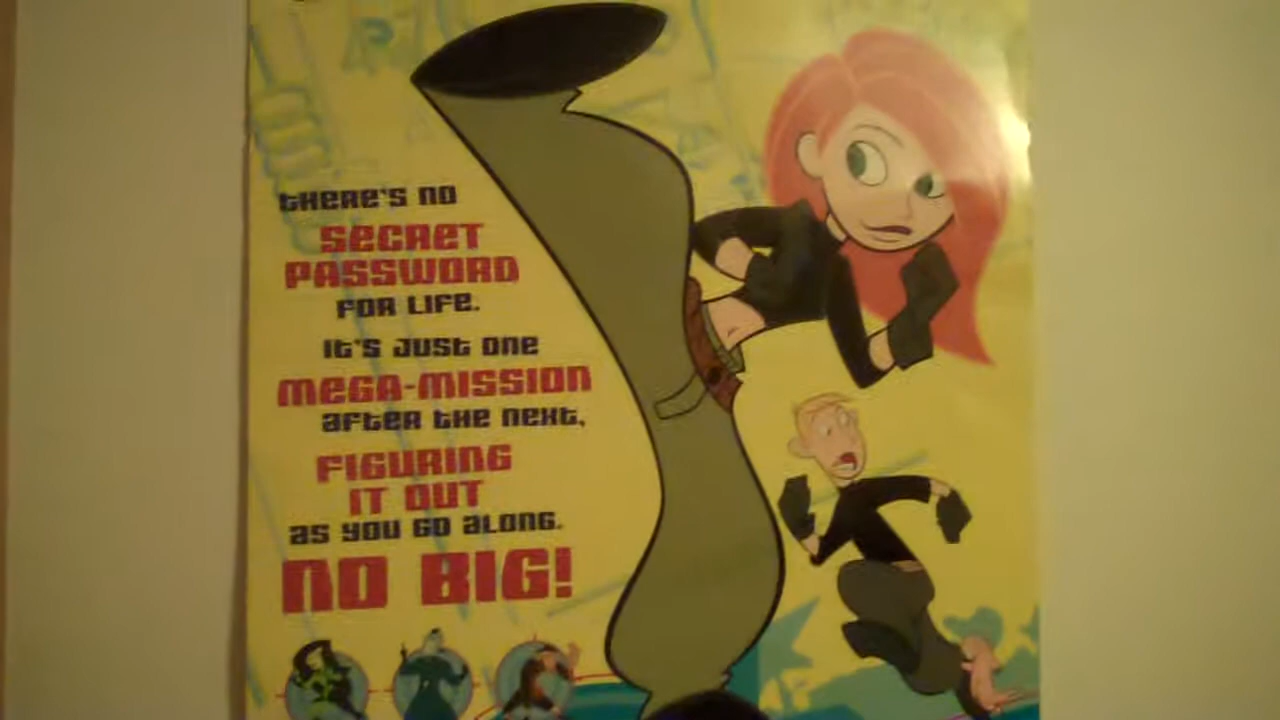 THERE'S NO
SECRET
PASSWORD
FOR LIFE.
IT'S JUST ONE
MEGA-MISSION
AFTER THE NEXT,
FIGURING
IT OUT
AS YOU GO ALONG.
NO BIG!